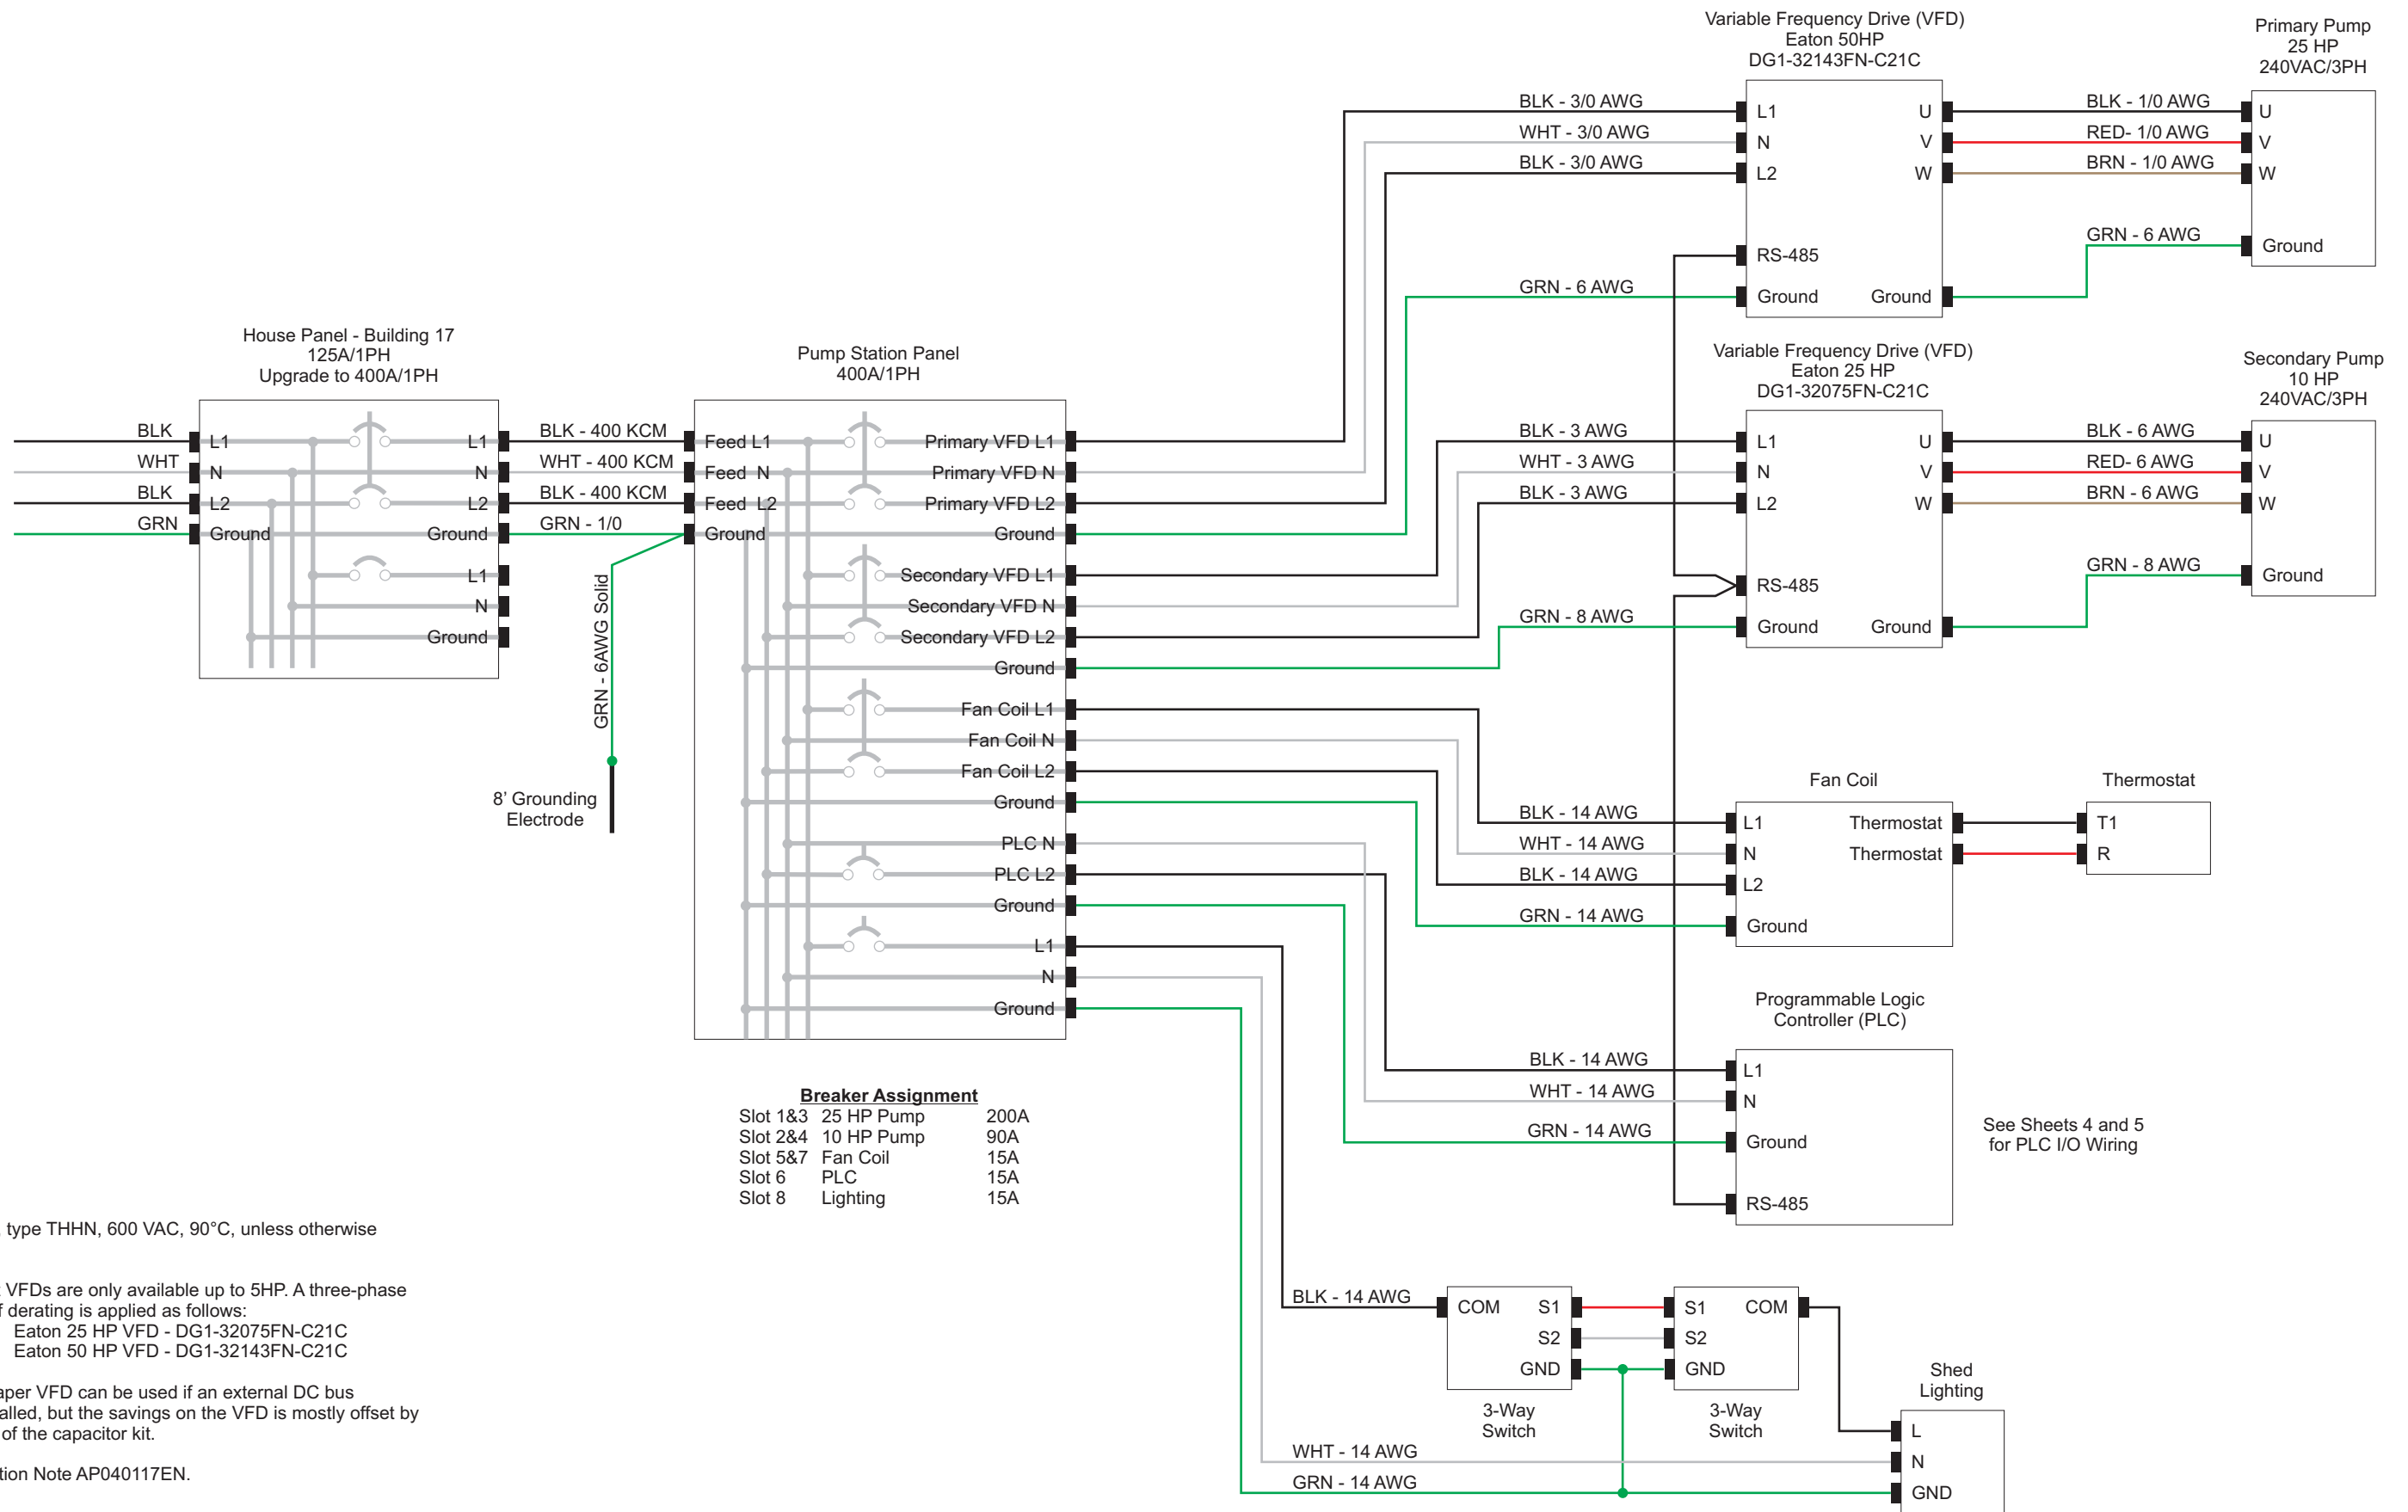 Variable Frequency Drive (VFD)
Eaton 50HP
DG1-32143FN-C21C
Primary Pump
25 HP
240VAC/3PH
BLK - 3/0 AWG
WHT - 3/0 AWG
BLK - 3/0 AWG
GRN - 6 AWG
L1
N
L2
RS-485
Ground
U
V
W
Ground
BLK - 1/0 AWG
RED- 1/0 AWG
BRN - 1/0 AWG
GRN - 6 AWG
U
V
W
Ground
House Panel - Building 17
125A/1PH
Upgrade to 400A/1PH
BLK
WHT
BLK
GRN
L1
N
L2
Ground
L1
N
L2
Ground
L1
N
Ground
BLK - 400 KCM
WHT - 400 KCM
BLK - 400 KCM
GRN - 1/0
GRN - 6AWG Solid
8’ Grounding
Electrode
Pump Station Panel
400A/1PH
Feed L1
Feed N
Feed L2
Ground
Primary VFD L1
Primary VFD N
Primary VFD L2
Ground
Secondary VFD L1
Secondary VFD N
Secondary VFD L2
Ground
Fan Coil L1
Fan Coil N
Fan Coil L2
Ground
PLC N
PLC L2
Ground
L1
N
Ground
Variable Frequency Drive (VFD)
Eaton 25 HP
DG1-32075FN-C21C
Secondary Pump
10 HP
240VAC/3PH
BLK - 3 AWG
WHT - 3 AWG
BLK - 3 AWG
GRN - 8 AWG
L1
N
L2
RS-485
Ground
U
V
W
Ground
BLK - 6 AWG
RED- 6 AWG
BRN - 6 AWG
GRN - 8 AWG
U
V
W
Ground
Fan Coil
Thermostat
BLK - 14 AWG
WHT - 14 AWG
BLK - 14 AWG
GRN - 14 AWG
L1
N
L2
Ground
Thermostat
Thermostat
T1
R
Programmable Logic
Controller (PLC)
BLK - 14 AWG
WHT - 14 AWG
GRN - 14 AWG
L1
N
Ground
RS-485
See Sheets 4 and 5
for PLC I/O Wiring
Breaker Assignment
Slot 1&3 25 HP Pump 200A
Slot 2&4 10 HP Pump 90A
Slot 5&7 Fan Coil 15A
Slot 6 PLC 15A
Slot 8 Lighting 15A
type THHN, 600 VAC, 90°C, unless otherwise
VFDs are only available up to 5HP. A three-phase
derating is applied as follows:
Eaton 25 HP VFD - DG1-32075FN-C21C
Eaton 50 HP VFD - DG1-32143FN-C21C
VFD can be used if an external DC bus
but the savings on the VFD is mostly offset by
of the capacitor kit.
Note AP040117EN.
BLK - 14 AWG
COM
S1
S2
GND
3-Way
Switch
S1
S2
GND
COM
3-Way
Switch
Shed
Lighting
WHT - 14 AWG
GRN - 14 AWG
L
N
GND